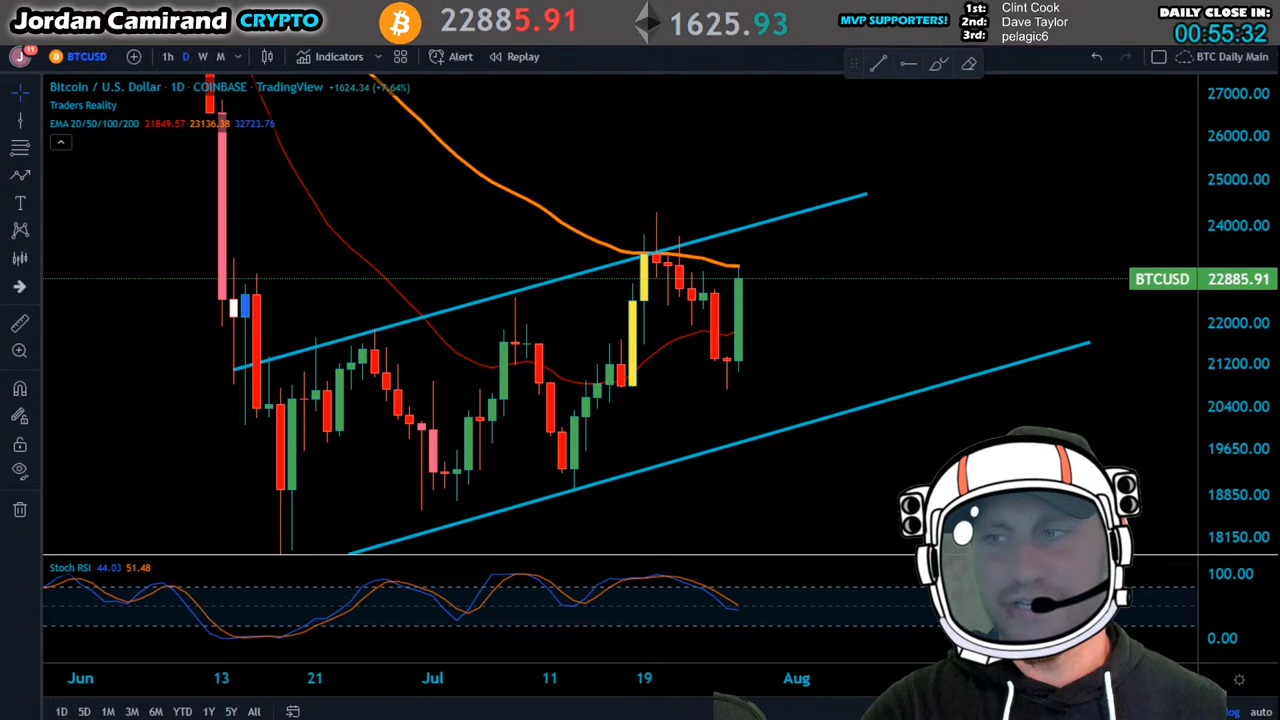 Jordan Camirand CRYPTO
22885.91
1625.93
MVP SUPPORTERS!
1st: Clint Cook
2nd: Dave Taylor
3rd: pelagic6
DAILY CLOSE IN:
00:55:32
J 11 BTCUSD 1h D W M Indicators Alert Replay BTC Daily Main
Bitcoin / U.S. Dollar · 1D · COINBASE · TradingView +1624.34 (+7.64%)
Traders Reality
EMA 20/50/100/200 21849.57 23136.38 32723.76
27000.00
26000.00
25000.00
24000.00
BTCUSD 22885.91
22000.00
21200.00
20400.00
19650.00
18850.00
18150.00
Stoch RSI 44.03 51.48
100.00
0.00
Jun 13 21 Jul 11 19 Aug
1D 5D 1M 3M 6M YTD 1Y 5Y All
log auto